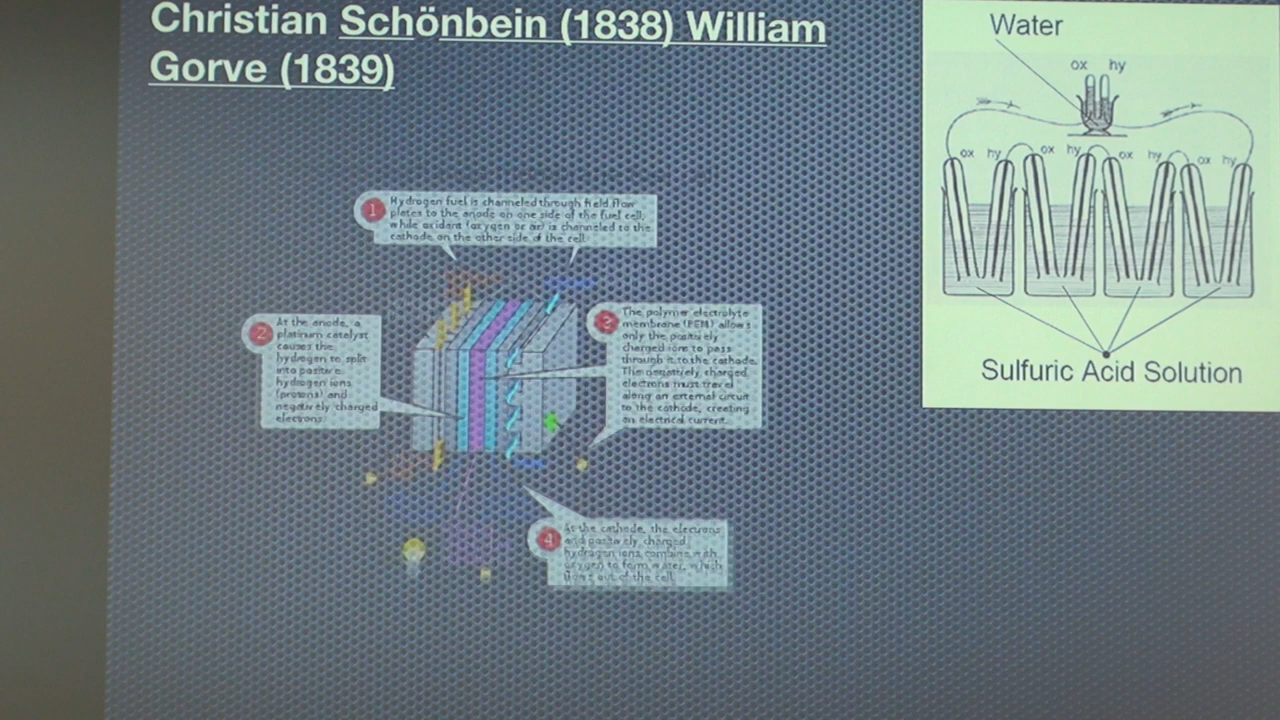 Christian Schönbein (1838) William
Gorve (1839)
1
Hydrogen fuel is channeled through field flow
plates to the anode on one side of the fuel cell,
while oxidant (oxygen or air) is channeled to the
cathode on the other side of the cell.
2
At the anode, a
platinum catalyst
causes the
hydrogen to split
into positive
hydrogen ions
(protons) and
negatively charged
electrons.
3
The polymer electrolyte
membrane (PEM) allows
only the positively
charged ions to pass
through it to the cathode.
The negatively charged
electrons must travel
along an external circuit
to the cathode, creating
an electrical current.
4
At the cathode, the electrons
and positively charged
hydrogen ions combine with
oxygen to form water, which
flows out of the cell.
Water
ox hy
ox hy ox hy ox hy ox hy
Sulfuric Acid Solution